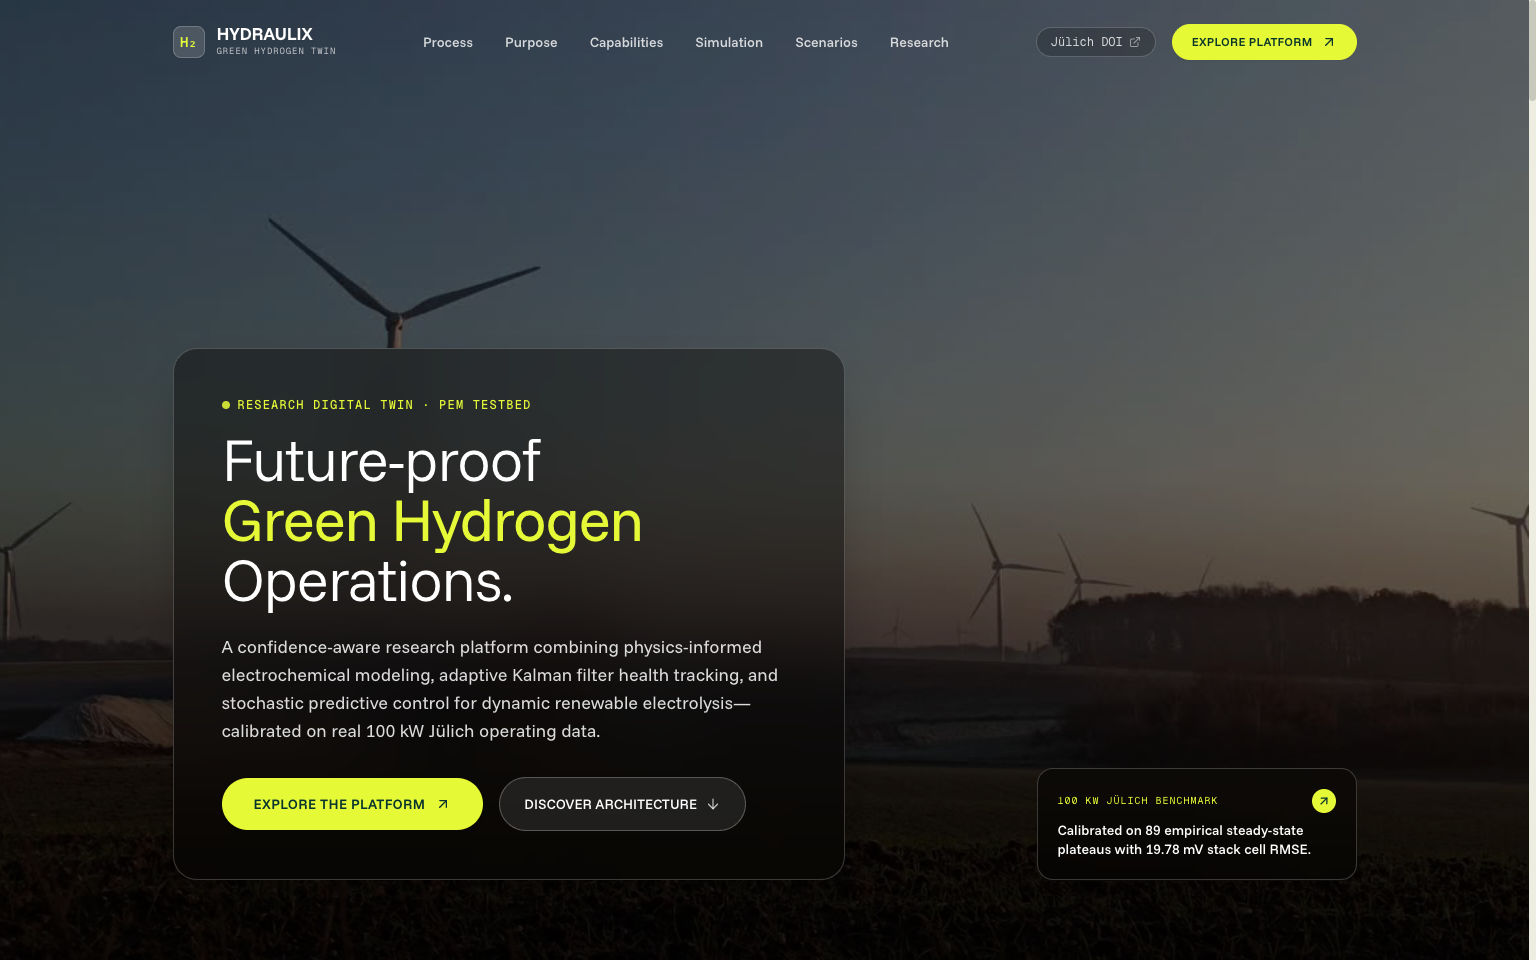 H₂
HYDRAULIX
GREEN HYDROGEN TWIN
Process
Purpose
Capabilities
Simulation
Scenarios
Research
Jülich DOI
EXPLORE PLATFORM
RESEARCH DIGITAL TWIN · PEM TESTBED
Future-proof
Green Hydrogen
Operations.
A confidence-aware research platform combining physics-informed
electrochemical modeling, adaptive Kalman filter health tracking, and
stochastic predictive control for dynamic renewable electrolysis—
calibrated on real 100 kW Jülich operating data.
EXPLORE THE PLATFORM
DISCOVER ARCHITECTURE
100 KW JÜLICH BENCHMARK
Calibrated on 89 empirical steady-state
plateaus with 19.78 mV stack cell RMSE.